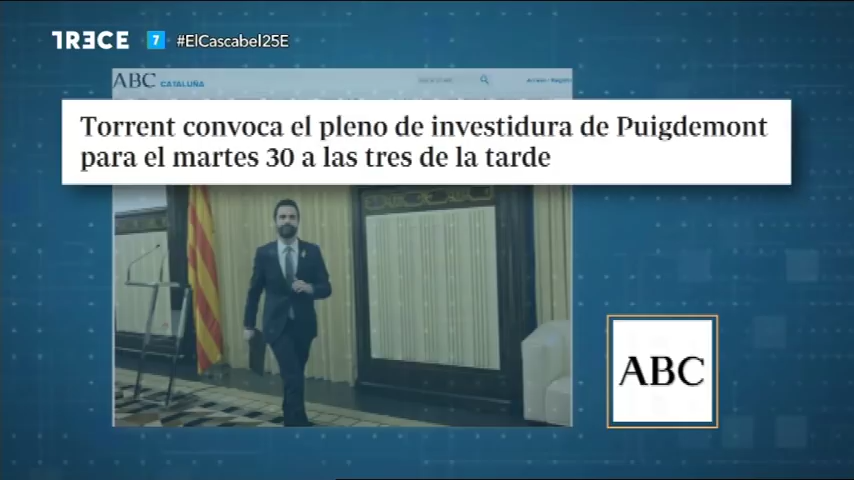 TRECE 7 #ElCascabel25E
ABC CATALUÑA
Torrent convoca el pleno de investidura de Puigdemont
para el martes 30 a las tres de la tarde
ABC